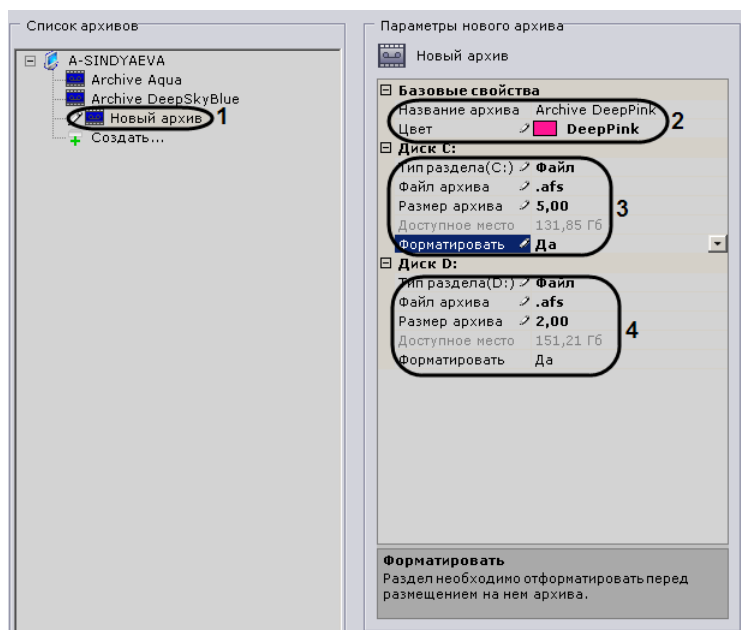 Список архивов
A-SINDYAEVA
Archive Aqua
Archive DeepSkyBlue
Новый архив 1
Создать...
Параметры нового архива
Новый архив
Базовые свойства
Название архива Archive DeepPink
Цвет DeepPink 2
Диск C:
Тип раздела(C:) Файл
Файл архива .afs
Размер архива 5,00 3
Доступное место 131,85 Гб
Форматировать Да
Диск D:
Тип раздела(D:) Файл
Файл архива .afs
Размер архива 2,00 4
Доступное место 151,21 Гб
Форматировать Да
Форматировать
Раздел необходимо отформатировать перед
размещением на нем архива.